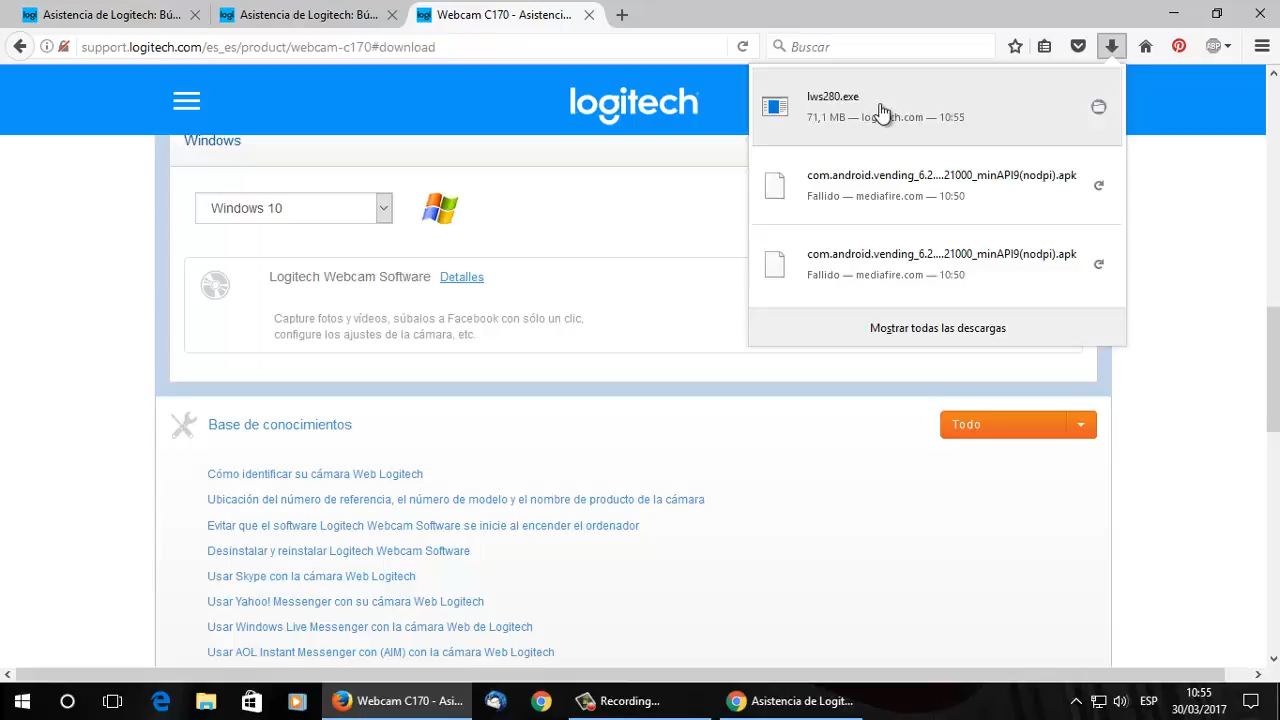 Asistencia de Logitech: Bú...
Asistencia de Logitech: Bú...
Webcam C170 - Asistenci...
support.logitech.com/es_es/product/webcam-c170#download
Buscar
ABP
logitech
lws280.exe
71,1 MB — logitech.com — 10:55
com.android.vending_6.2....21000_minAPI9(nodpi).apk
Fallido — mediafire.com — 10:50
com.android.vending_6.2....21000_minAPI9(nodpi).apk
Fallido — mediafire.com — 10:50
Mostrar todas las descargas
Windows
Windows 10
Logitech Webcam Software Detalles
Capture fotos y vídeos, súbalos a Facebook con sólo un clic,
configure los ajustes de la cámara, etc.
Base de conocimientos
Todo
Cómo identificar su cámara Web Logitech
Ubicación del número de referencia, el número de modelo y el nombre de producto de la cámara
Evitar que el software Logitech Webcam Software se inicie al encender el ordenador
Desinstalar y reinstalar Logitech Webcam Software
Usar Skype con la cámara Web Logitech
Usar Yahoo! Messenger con su cámara Web Logitech
Usar Windows Live Messenger con la cámara Web de Logitech
Usar AOL Instant Messenger con (AIM) con la cámara Web Logitech
Webcam C170 - Asi...
Recording...
Asistencia de Logit...
ESP
10:55
30/03/2017